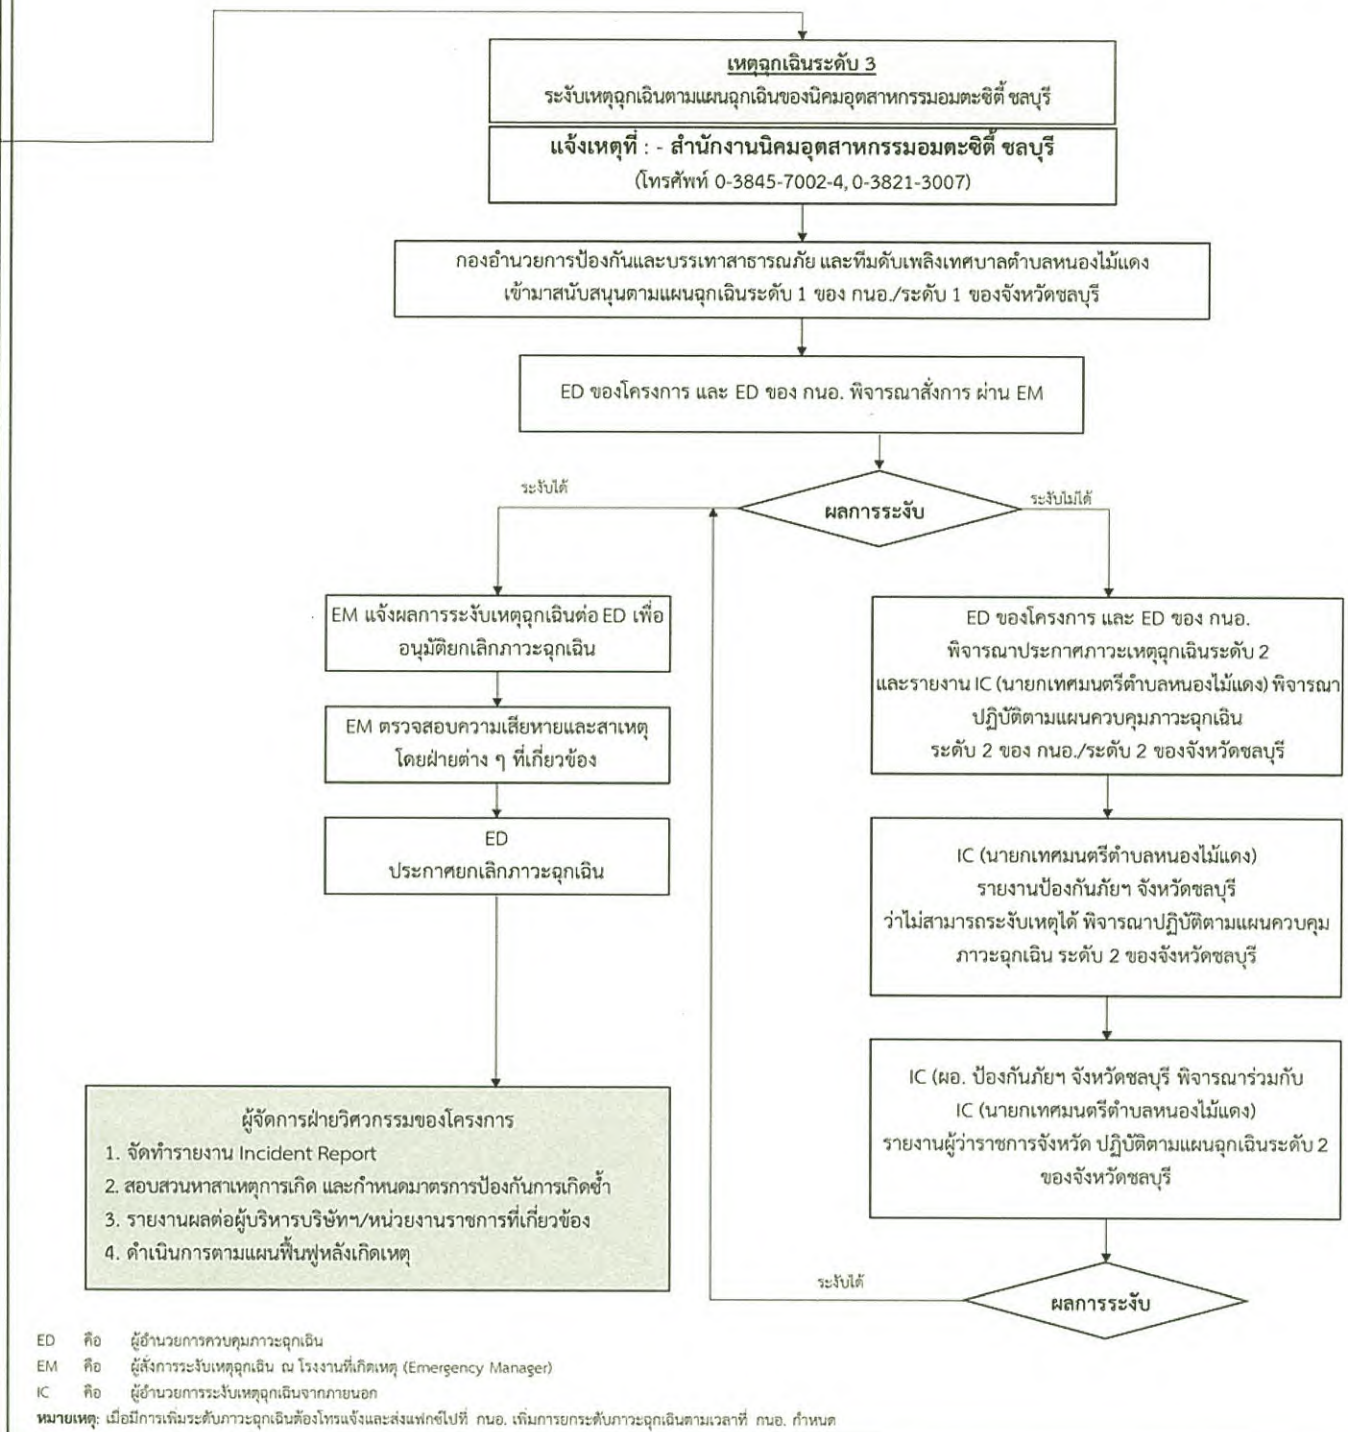 เหตุฉุกเฉินระดับ 3
ระงับเหตุฉุกเฉินตามแผนฉุกเฉินของนิคมอุตสาหกรรมอมตะซิตี้ ชลบุรี
แจ้งเหตุที่ : - สำนักงานนิคมอุตสาหกรรมอมตะซิตี้ ชลบุรี
(โทรศัพท์ 0-3845-7002-4, 0-3821-3007)
กองอำนวยการป้องกันและบรรเทาสาธารณภัย และทีมดับเพลิงเทศบาลตำบลหนองไม้แดง
เข้ามาสนับสนุนตามแผนฉุกเฉินระดับ 1 ของ กนอ./ระดับ 1 ของจังหวัดชลบุรี
ED ของโครงการ และ ED ของ กนอ. พิจารณาสั่งการ ผ่าน EM
ผลการระงับ
ระงับได้
ระงับไม่ได้
EM แจ้งผลการระงับเหตุฉุกเฉินต่อ ED เพื่อ
อนุมัติยกเลิกภาวะฉุกเฉิน
EM ตรวจสอบความเสียหายและสาเหตุ
โดยฝ่ายต่าง ๆ ที่เกี่ยวข้อง
ED
ประกาศยกเลิกภาวะฉุกเฉิน
ผู้จัดการฝ่ายวิศวกรรมของโครงการ
1. จัดทำรายงาน Incident Report
2. สอบสวนหาสาเหตุการเกิด และกำหนดมาตรการป้องกันการเกิดซ้ำ
3. รายงานผลต่อผู้บริหารบริษัทฯ/หน่วยงานราชการที่เกี่ยวข้อง
4. ดำเนินการตามแผนฟื้นฟูหลังเกิดเหตุ
ED ของโครงการ และ ED ของ กนอ.
พิจารณาประกาศภาวะเหตุฉุกเฉินระดับ 2
และรายงาน IC (นายกเทศมนตรีตำบลหนองไม้แดง) พิจารณา
ปฏิบัติตามแผนควบคุมภาวะฉุกเฉิน
ระดับ 2 ของ กนอ./ระดับ 2 ของจังหวัดชลบุรี
IC (นายกเทศมนตรีตำบลหนองไม้แดง)
รายงานป้องกันภัยฯ จังหวัดชลบุรี
ว่าไม่สามารถระงับเหตุได้ พิจารณาปฏิบัติตามแผนควบคุม
ภาวะฉุกเฉิน ระดับ 2 ของจังหวัดชลบุรี
IC (ผอ. ป้องกันภัยฯ จังหวัดชลบุรี พิจารณาร่วมกับ
IC (นายกเทศมนตรีตำบลหนองไม้แดง)
รายงานผู้ว่าราชการจังหวัด ปฏิบัติตามแผนฉุกเฉินระดับ 2
ของจังหวัดชลบุรี
ระงับได้
ผลการระงับ
ED คือ ผู้อำนวยการควบคุมภาวะฉุกเฉิน
EM คือ ผู้สั่งการระงับเหตุฉุกเฉิน ณ โรงงานที่เกิดเหตุ (Emergency Manager)
IC คือ ผู้อำนวยการระงับเหตุฉุกเฉินจากภายนอก
หมายเหตุ: เมื่อมีการเพิ่มระดับภาวะฉุกเฉินต้องโทรแจ้งและส่งแฟกซ์ไปที่ กนอ. เพิ่มการยกระดับภาวะฉุกเฉินตามเวลาที่ กนอ. กำหนด